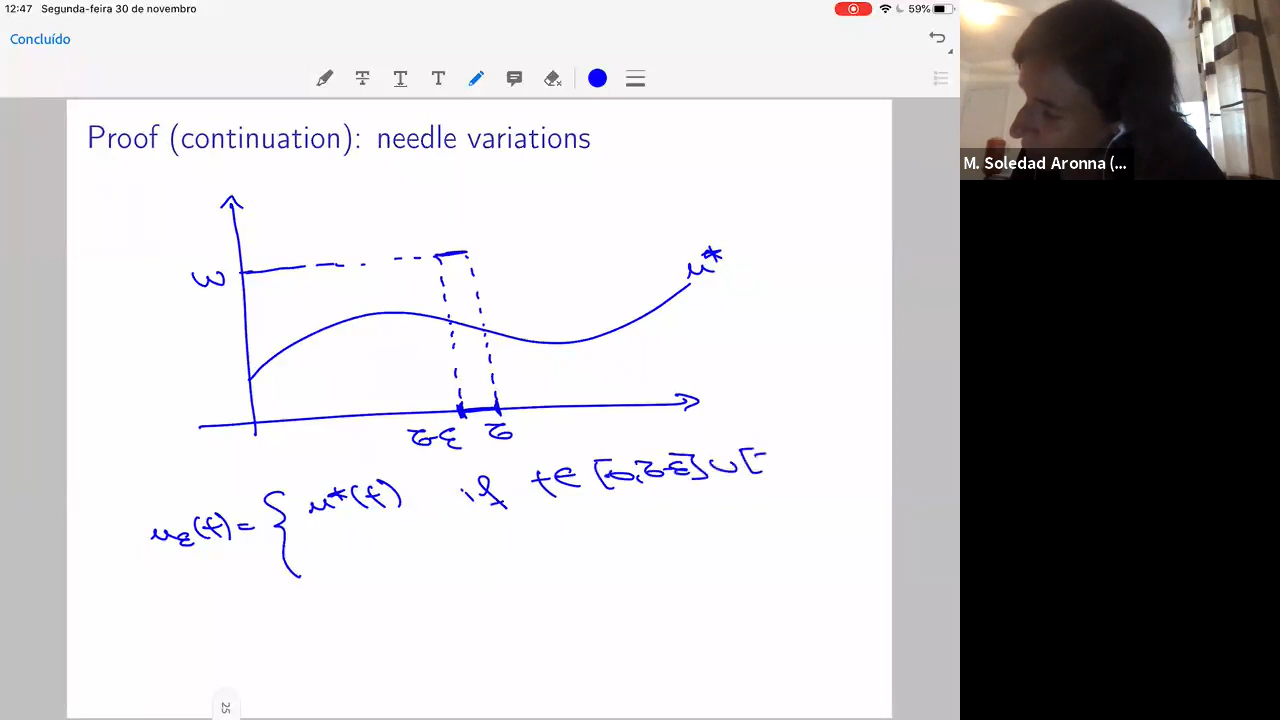 12:47 Segunda-feira 30 de novembro
59%
Concluído
M. Soledad Aronna (...
Proof (continuation): needle variations
ω
u*
τ-ε τ
u_ε(t) = { u*(t) if t ∈ [0, τ-ε] ∪ [τ
25